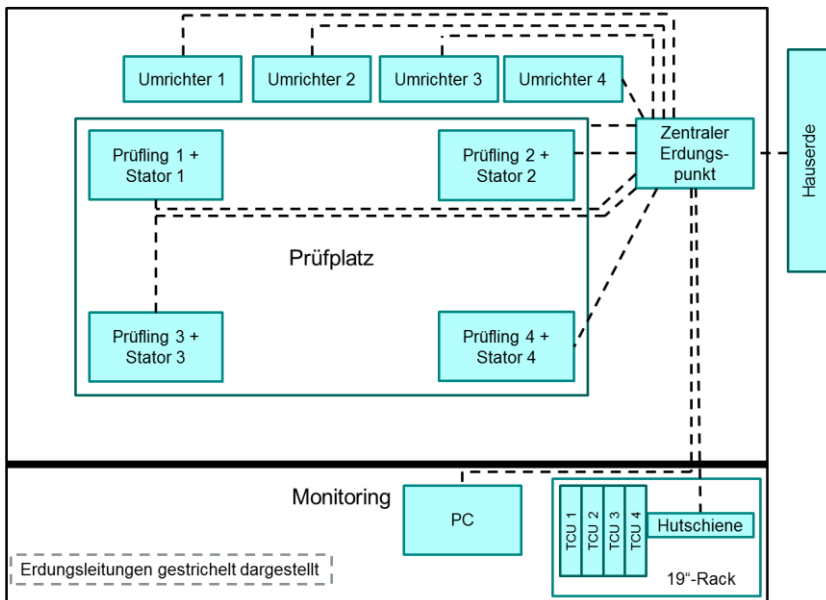 Umrichter 1
Umrichter 2
Umrichter 3
Umrichter 4
Zentraler
Erdungs-
punkt
Hauserde
Prüfling 1 +
Stator 1
Prüfling 2 +
Stator 2
Prüfplatz
Prüfling 3 +
Stator 3
Prüfling 4 +
Stator 4
Monitoring
PC
TCU 1
TCU 2
TCU 3
TCU 4
Hutschiene
19“-Rack
Erdungsleitungen gestrichelt dargestellt